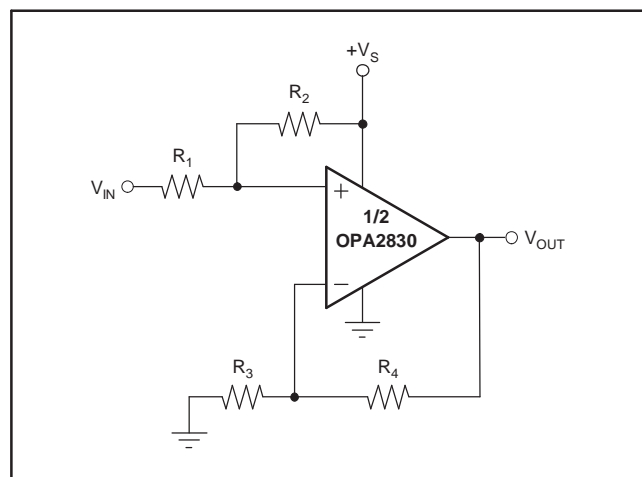 +V_S
R_2
R_1
V_IN
+
1/2
OPA2830
V_OUT
−
R_3
R_4